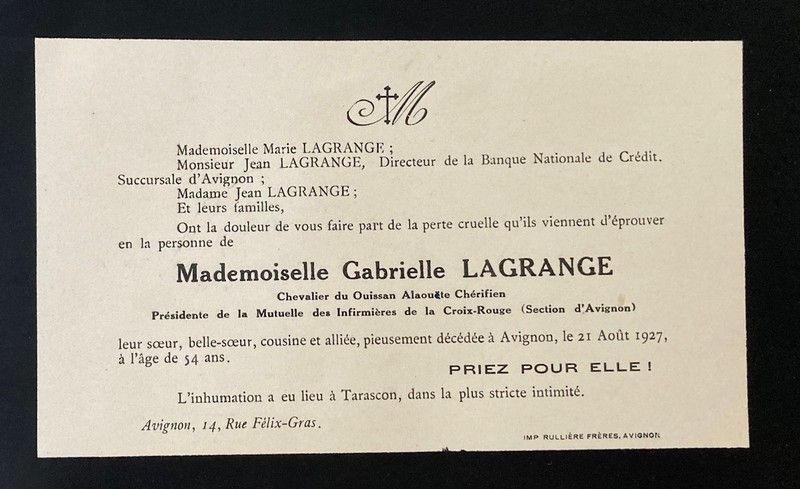 M
Mademoiselle Marie LAGRANGE ;
Monsieur Jean LAGRANGE, Directeur de la Banque Nationale de Crédit.
Succursale d'Avignon ;
Madame Jean LAGRANGE ;
Et leurs familles,
Ont la douleur de vous faire part de la perte cruelle qu'ils viennent d'éprouver
en la personne de
Mademoiselle Gabrielle LAGRANGE
Chevalier du Ouissan Alaouëte Chérifien
Présidente de la Mutuelle des Infirmières de la Croix-Rouge (Section d'Avignon)
leur sœur, belle-sœur, cousine et alliée, pieusement décédée à Avignon, le 21 Août 1927,
à l'âge de 54 ans.
PRIEZ POUR ELLE !
L'inhumation a eu lieu à Tarascon, dans la plus stricte intimité.
Avignon, 14, Rue Félix-Gras.
IMP RULLIÈRE FRÈRES, AVIGNON